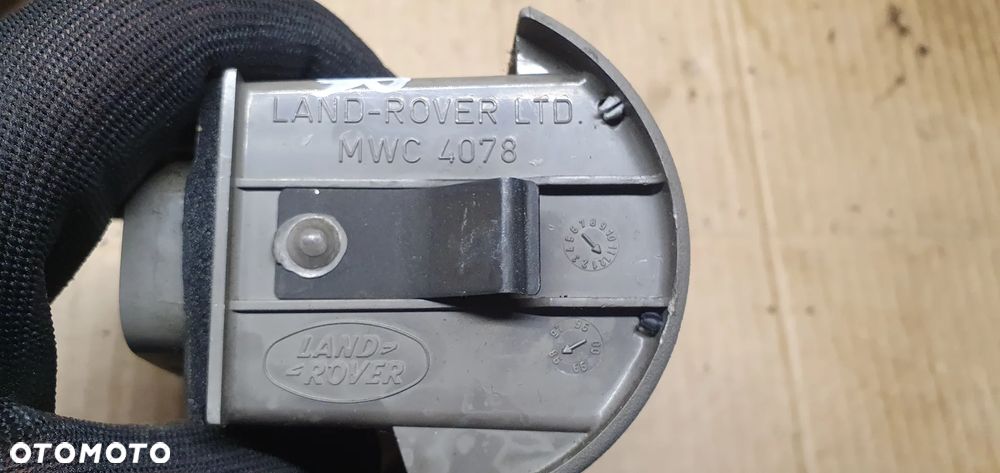 LAND-ROVER LTD.
MWC 4078
LAND
ROVER
OTOMOTO